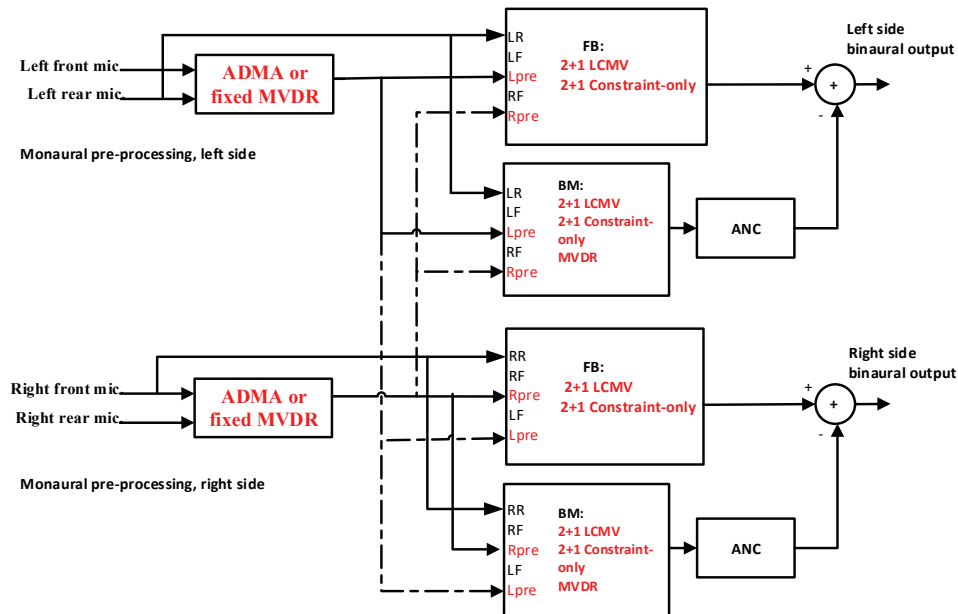 Left front mic
Left rear mic
ADMA or
fixed MVDR
Monaural pre-processing, left side
LR
LF
Lpre
RF
Rpre
FB:
2+1 LCMV
2+1 Constraint-only
Left side
binaural output
+
+
-
LR
LF
Lpre
RF
Rpre
BM:
2+1 LCMV
2+1 Constraint-
only
MVDR
ANC
Right front mic
Right rear mic
ADMA or
fixed MVDR
Monaural pre-processing, right side
RR
RF
Rpre
LF
Lpre
FB:
2+1 LCMV
2+1 Constraint-only
Right side
binaural output
+
+
-
RR
RF
Rpre
LF
Lpre
BM:
2+1 LCMV
2+1 Constraint-
only
MVDR
ANC